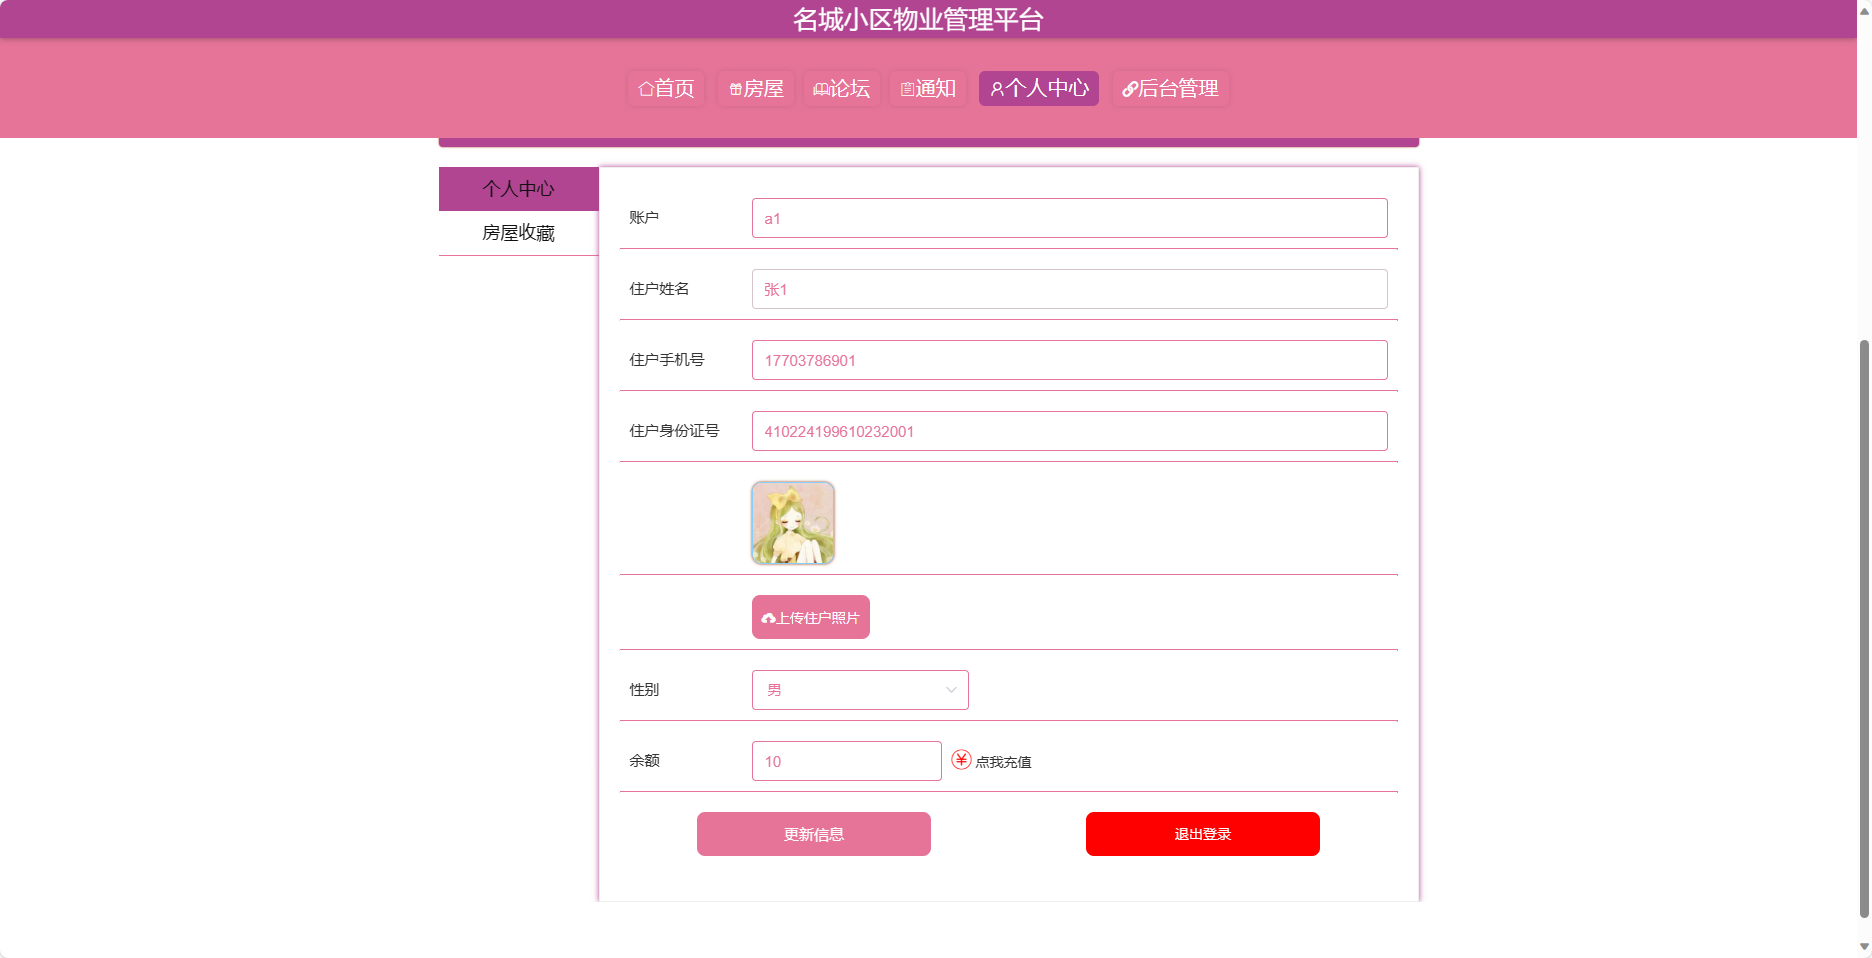 名城小区物业管理平台
首页 房屋 论坛 通知 个人中心 后台管理
个人中心
房屋收藏
账户 a1
住户姓名 张1
住户手机号 17703786901
住户身份证号 410224199610232001
上传住户照片
性别 男
余额 10 点我充值
更新信息 退出登录